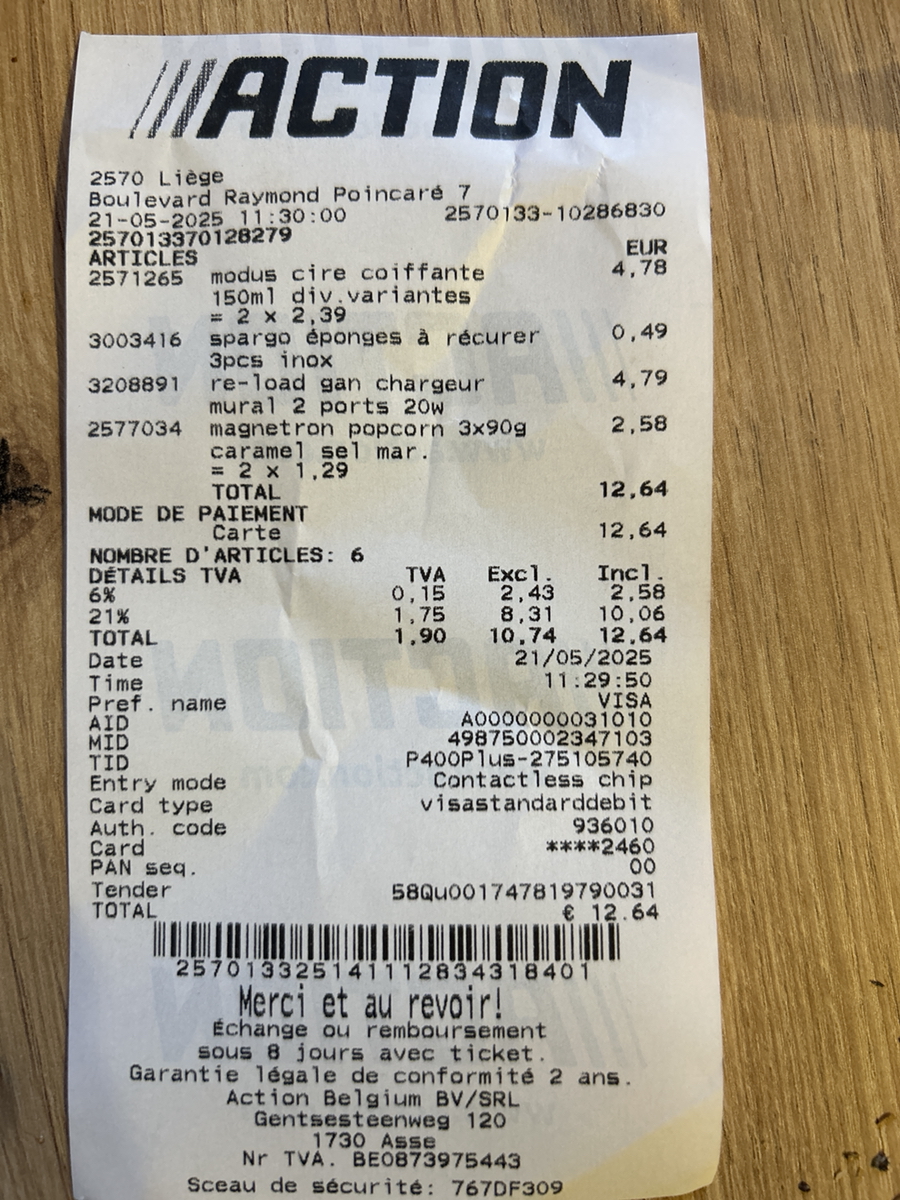 ACTION
2570 Liège
Boulevard Raymond Poincaré 7
21-05-2025 11:30:00 2570133-10286830
257013370128279
EUR
ARTICLES
2571265 modus cire coiffante 4,78
150ml div.variantes
= 2 x 2,39
3003416 spargo éponges à récurer 0,49
3pcs inox
3208891 re-load gan chargeur 4,79
mural 2 ports 20w
2577034 magnetron popcorn 3x90g 2,58
caramel sel mar.
= 2 x 1,29
TOTAL 12,64
MODE DE PAIEMENT
Carte 12,64
NOMBRE D'ARTICLES: 6
DÉTAILS TVA TVA Excl. Incl.
6% 0,15 2,43 2,58
21% 1,75 8,31 10,06
TOTAL 1,90 10,74 12,64
Date 21/05/2025
Time 11:29:50
Pref. name VISA
AID A0000000031010
MID 498750002347103
TID P400Plus-275105740
Entry mode Contactless chip
Card type visastandarddebit
Auth. code 936010
Card ****2460
PAN seq. 00
Tender 58Qu001747819790031
TOTAL € 12.64
2570133251411128343​18401
Merci et au revoir!
Échange ou remboursement
sous 8 jours avec ticket.
Garantie légale de conformité 2 ans.
Action Belgium BV/SRL
Gentsesteenweg 120
1730 Asse
Nr TVA. BE0873975443
Sceau de sécurité: 767DF309